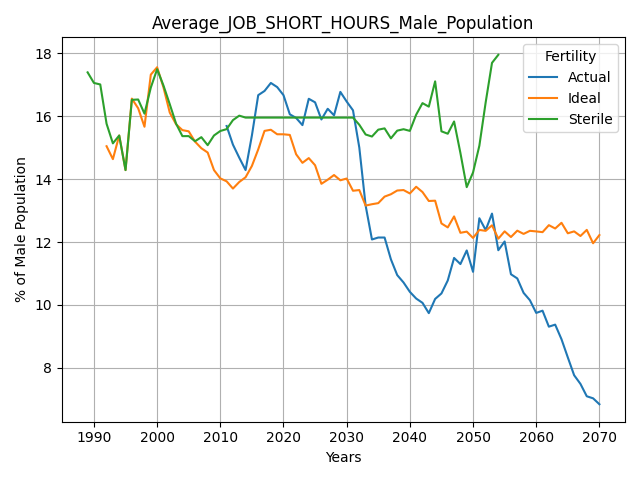 Average_JOB_SHORT_HOURS_Male_Population
% of Male Population
18
16
14
12
10
8
Fertility
Actual
Ideal
Sterile
1990 2000 2010 2020 2030 2040 2050 2060 2070
Years